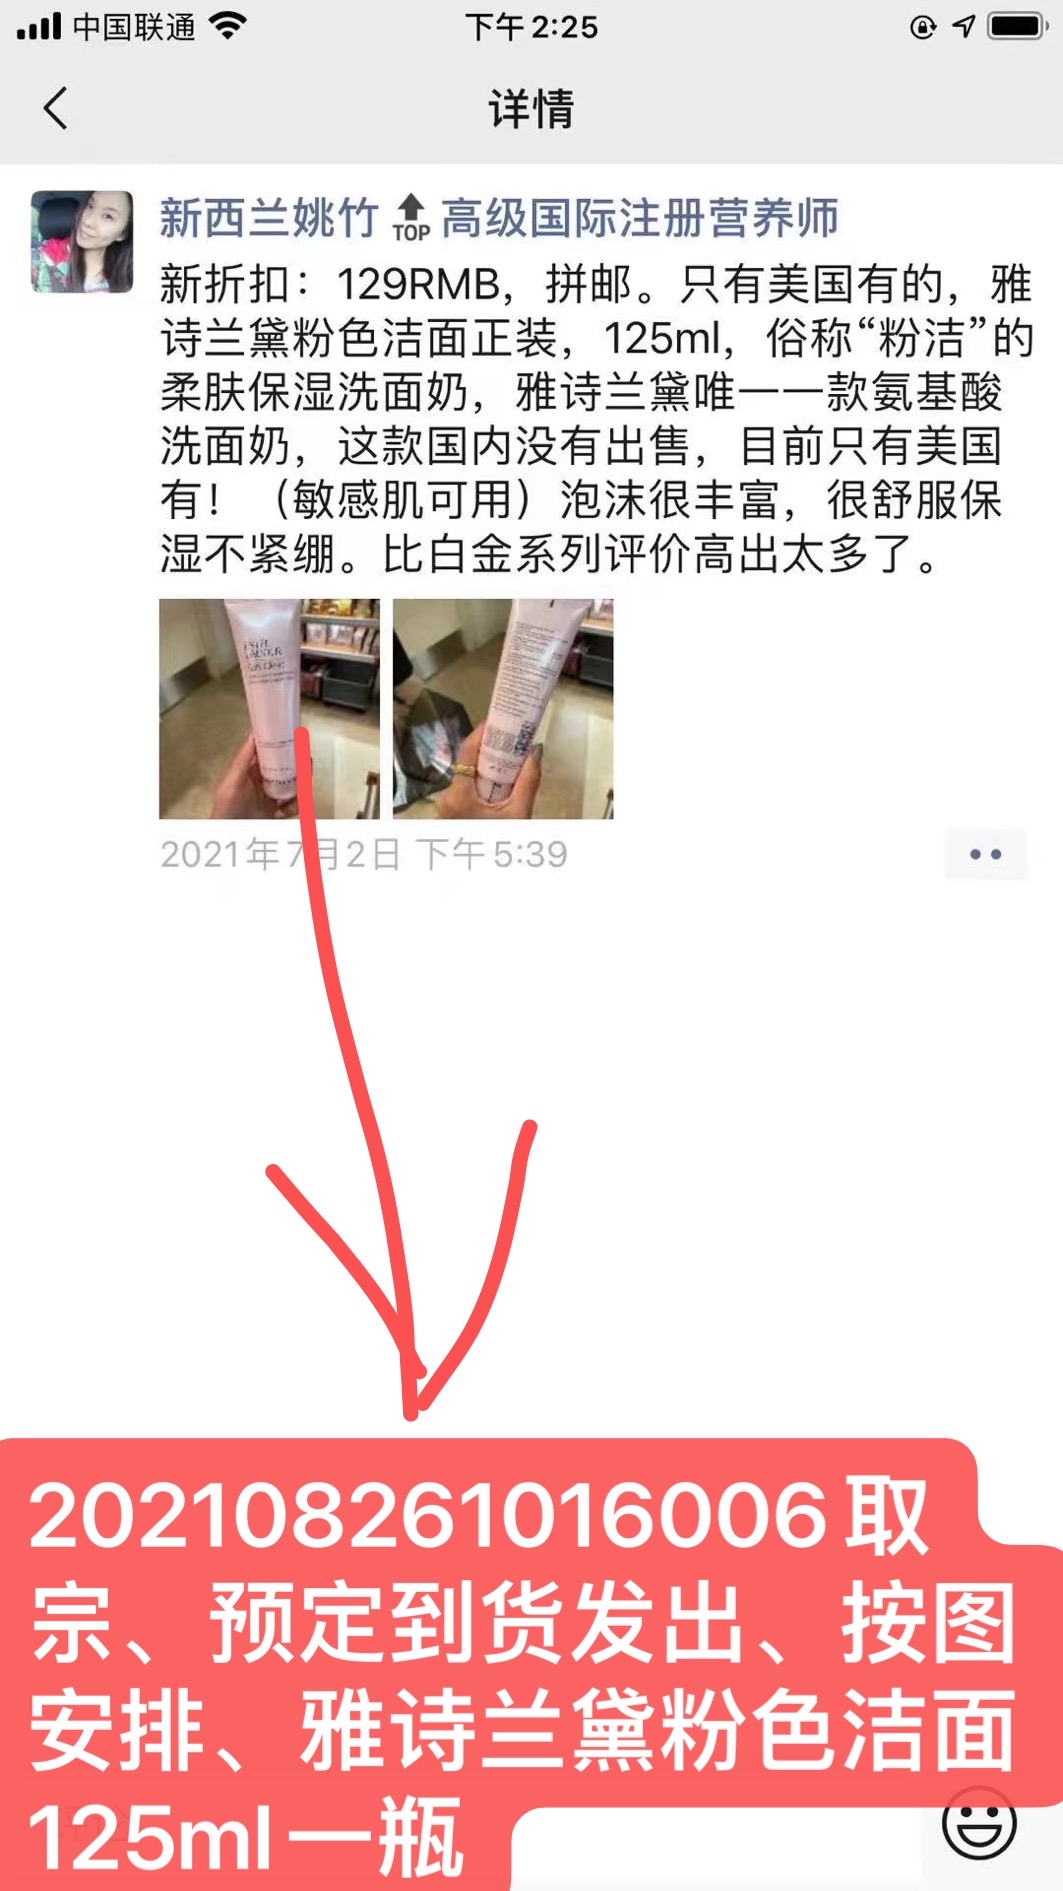 中国联通
下午2:25
详情
新西兰姚竹🔝高级国际注册营养师
新折扣：129RMB，拼邮。只有美国有的，雅
诗兰黛粉色洁面正装，125ml，俗称“粉洁”的
柔肤保湿洗面奶，雅诗兰黛唯一一款氨基酸
洗面奶，这款国内没有出售，目前只有美国
有！（敏感肌可用）泡沫很丰富，很舒服保
湿不紧绷。比白金系列评价高出太多了。
ESTĒE
LAUDER
2021年7月2日 下午5:39
202108261016006取
宗、预定到货发出、按图
安排、雅诗兰黛粉色洁面
125ml一瓶